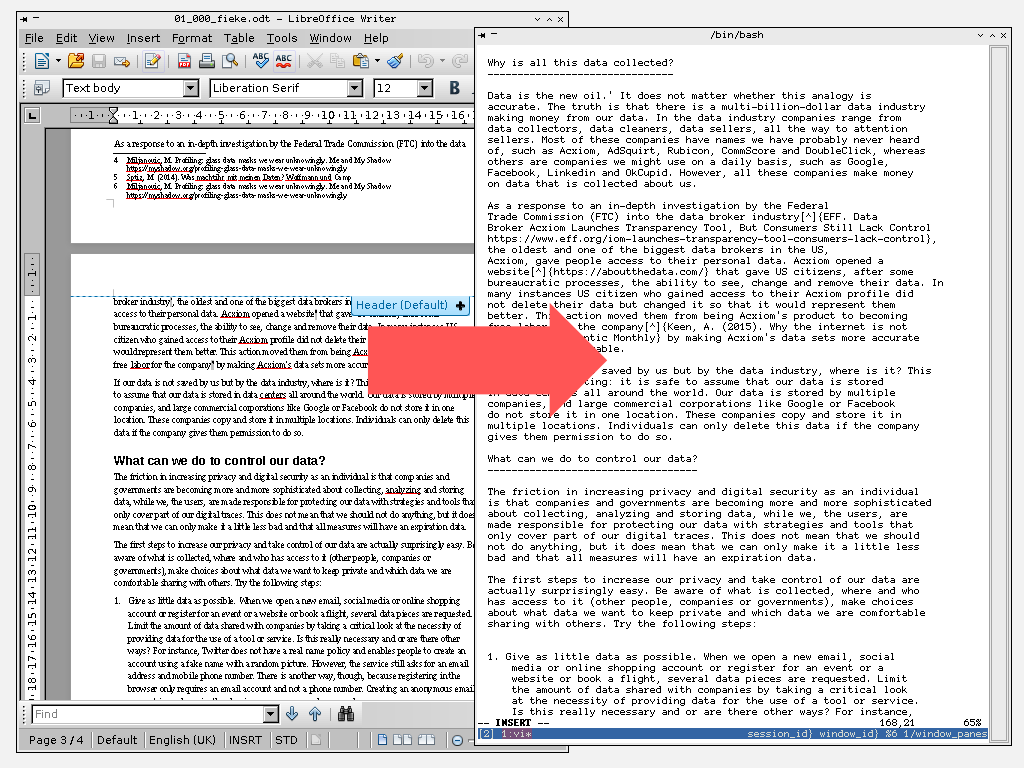 01_000_fieke.odt - LibreOffice Writer
File Edit View Insert Format Table Tools Window Help
Text body
Liberation Serif
12
B
As a response to an in-depth investigation by the Federal Trade Commission (FTC) into the data
4 Miljanovic, M. Profiling: glass data masks we wear unknowingly. Me and My Shadow
https://myshadow.org/profiling-glass-data-masks-we-wear-unknowingly
5 Sptiz, M (2014). Was macht ihr mit meinen Daten? Hoffmann und Camp
6 Miljanovic, M. Profiling: glass data masks we wear unknowingly. Me and My Shadow
https://myshadow.org/profiling-glass-data-masks-we-wear-unknowingly
Header (Default)
broker industry, the oldest and one of the biggest data brokers in
access to their personal data. Acxiom opened a website that gave
bureaucratic processes, the ability to see, change and remove their data. In many instances US
citizen who gained access to their Acxiom profile did not delete their
would represent them better. This action moved them from being Acx
free labor for the company by making Acxiom's data sets more accur
If our data is not saved by us but by the data industry, where is it? This
to assume that our data is stored in data centers all around the world. Our data is stored by multiple
companies, and large commercial corporations like Google or Facebook do not store it in one
location. These companies copy and store it in multiple locations. Individuals can only delete this
data if the company gives them permission to do so.
What can we do to control our data?
The friction in increasing privacy and digital security as an individual is that companies and
governments are becoming more and more sophisticated about collecting, analyzing and storing
data, while we, the users, are made responsible for protecting our data with strategies and tools that
only cover part of our digital traces. This does not mean that we should not do anything, but it does
mean that we can only make it a little less bad and that all measures will have an expiration date.
The first steps to increase our privacy and take control of our data are actually surprisingly easy. Be
aware of what is collected, where and who has access to it (other people, companies or
governments), make choices about what data we want to keep private and which data we are
comfortable sharing with others. Try the following steps:
1. Give as little data as possible. When we open a new email, social media or online shopping
account or register for an event or a website or book a flight, several data pieces are requested.
Limit the amount of data shared with companies by taking a critical look at the necessity of
providing data for the use of a tool or service. Is this really necessary and or are there other
ways? For instance, Twitter does not have a real name policy and enables people to create an
account using a fake name with a random picture. However, the service still asks for an email
address and mobile phone number. There is another way, though, because registering in the
browser only requires an email account and not a phone number. Creating an anonymous email
Find
Page 3 / 4 Default English (UK) INSRT STD
/bin/bash
Why is all this data collected?
-------------------------------
Data is the new oil.' It does not matter whether this analogy is
accurate. The truth is that there is a multi-billion-dollar data industry
making money from our data. In the data industry companies range from
data collectors, data cleaners, data sellers, all the way to attention
sellers. Most of these companies have names we have probably never heard
of, such as Acxiom, AdSquirt, Rubicon, CommScore and DoubleClick, whereas
others are companies we might use on a daily basis, such as Google,
Facebook, Linkedin and OkCupid. However, all these companies make money
on data that is collected about us.
As a response to an in-depth investigation by the Federal
Trade Commission (FTC) into the data broker industry[^]{EFF. Data
Broker Acxiom Launches Transparency Tool, But Consumers Still Lack Control
https://www.eff.org/iom-launches-transparency-tool-consumers-lack-control},
the oldest and one of the biggest data brokers in the US,
Acxiom, gave people access to their personal data. Acxiom opened a
website[^]{https://aboutthedata.com/} that gave US citizens, after some
bureaucratic processes, the ability to see, change and remove their data. In
many instances US citizen who gained access to their Acxiom profile did
not delete their data but changed it so that it would represent them
better. This action moved them from being Acxiom's product to becoming
free labor the company[^]{Keen, A. (2015). Why the internet is not
ntic Monthly} by making Acxiom's data sets more accurate
able.
saved by us but by the data industry, where is it? This
ting: it is safe to assume that our data is stored
in data all around the world. Our data is stored by multiple
companies, and large commercial corporations like Google or Facebook
do not store it in one location. These companies copy and store it in
multiple locations. Individuals can only delete this data if the company
gives them permission to do so.
What can we do to control our data?
-----------------------------------
The friction in increasing privacy and digital security as an individual
is that companies and governments are becoming more and more sophisticated
about collecting, analyzing and storing data, while we, the users, are
made responsible for protecting our data with strategies and tools that
only cover part of our digital traces. This does not mean that we should
not do anything, but it does mean that we can only make it a little less
bad and that all measures will have an expiration date.
The first steps to increase our privacy and take control of our data are
actually surprisingly easy. Be aware of what is collected, where and who
has access to it (other people, companies or governments), make choices
about what data we want to keep private and which data we are comfortable
sharing with others. Try the following steps:
1. Give as little data as possible. When we open a new email, social
media or online shopping account or register for an event or a
website or book a flight, several data pieces are requested. Limit
the amount of data shared with companies by taking a critical look
at the necessity of providing data for the use of a tool or service.
Is this really necessary and or are there other ways? For instance,
-- INSERT -- 168,21 65%
[2] 1:vi* session_id} window_id} %6 1/window_panes